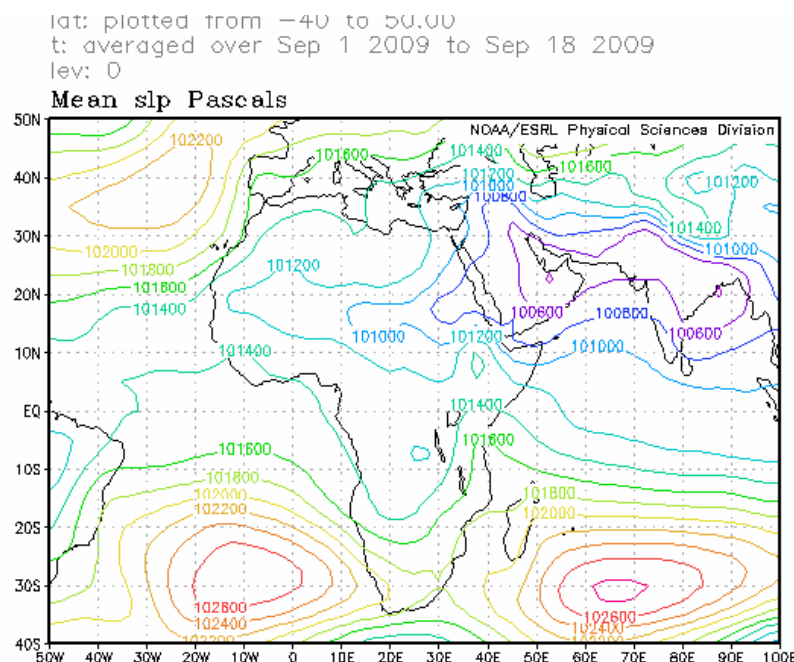 lat: plotted from −40 to 50.00
t: averaged over Sep 1 2009 to Sep 18 2009
lev: 0
Mean slp Pascals
50N
NOAA/ESRL Physical Sciences Division
102200
101600
101400
101600
40N
101200
101000
101200
100800
30N
102000
101400
101800
101000
101600
101200
20N
101400
100600
100800
100600
101000
101200
101000
10N
101400
EQ
101400
101600
101600
10S
101800
101800
102000
102000
20S
102200
30S
102600
102600
102400
102400
102200
40S
50W
40W
30W
20W
10W
0
10E
20E
30E
40E
50E
60E
70E
80E
90E
100E